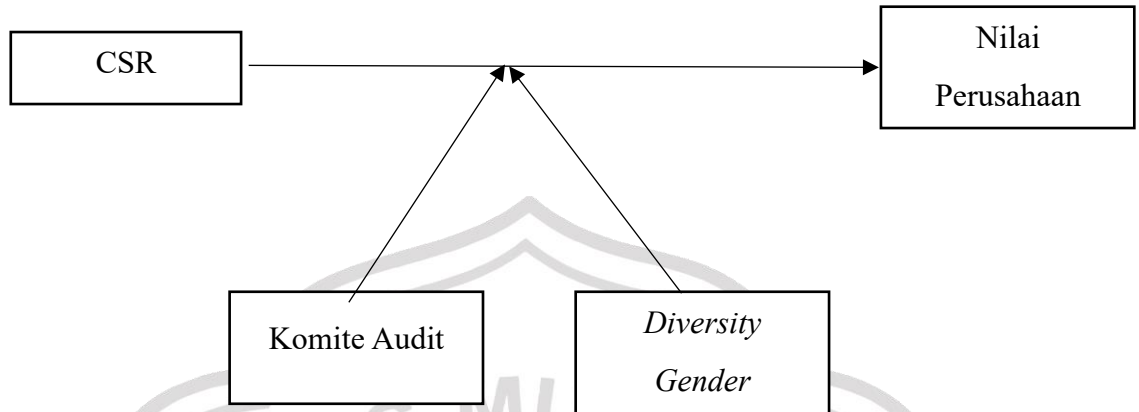 CSR
Nilai
Perusahaan
Komite Audit
Diversity
Gender